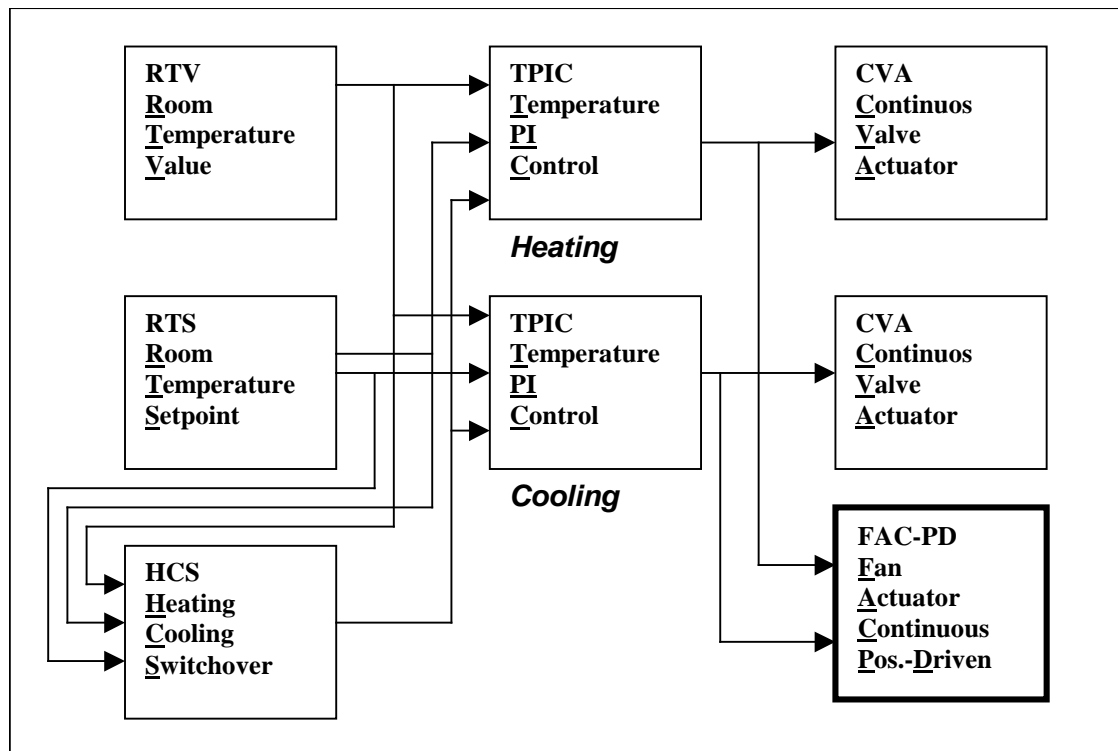 RTV
Room
Temperature
Value
TPIC
Temperature
PI
Control
Heating
CVA
Continuos
Valve
Actuator
RTS
Room
Temperature
Setpoint
TPIC
Temperature
PI
Control
Cooling
CVA
Continuos
Valve
Actuator
HCS
Heating
Cooling
Switchover
FAC-PD
Fan
Actuator
Continuous
Pos.-Driven